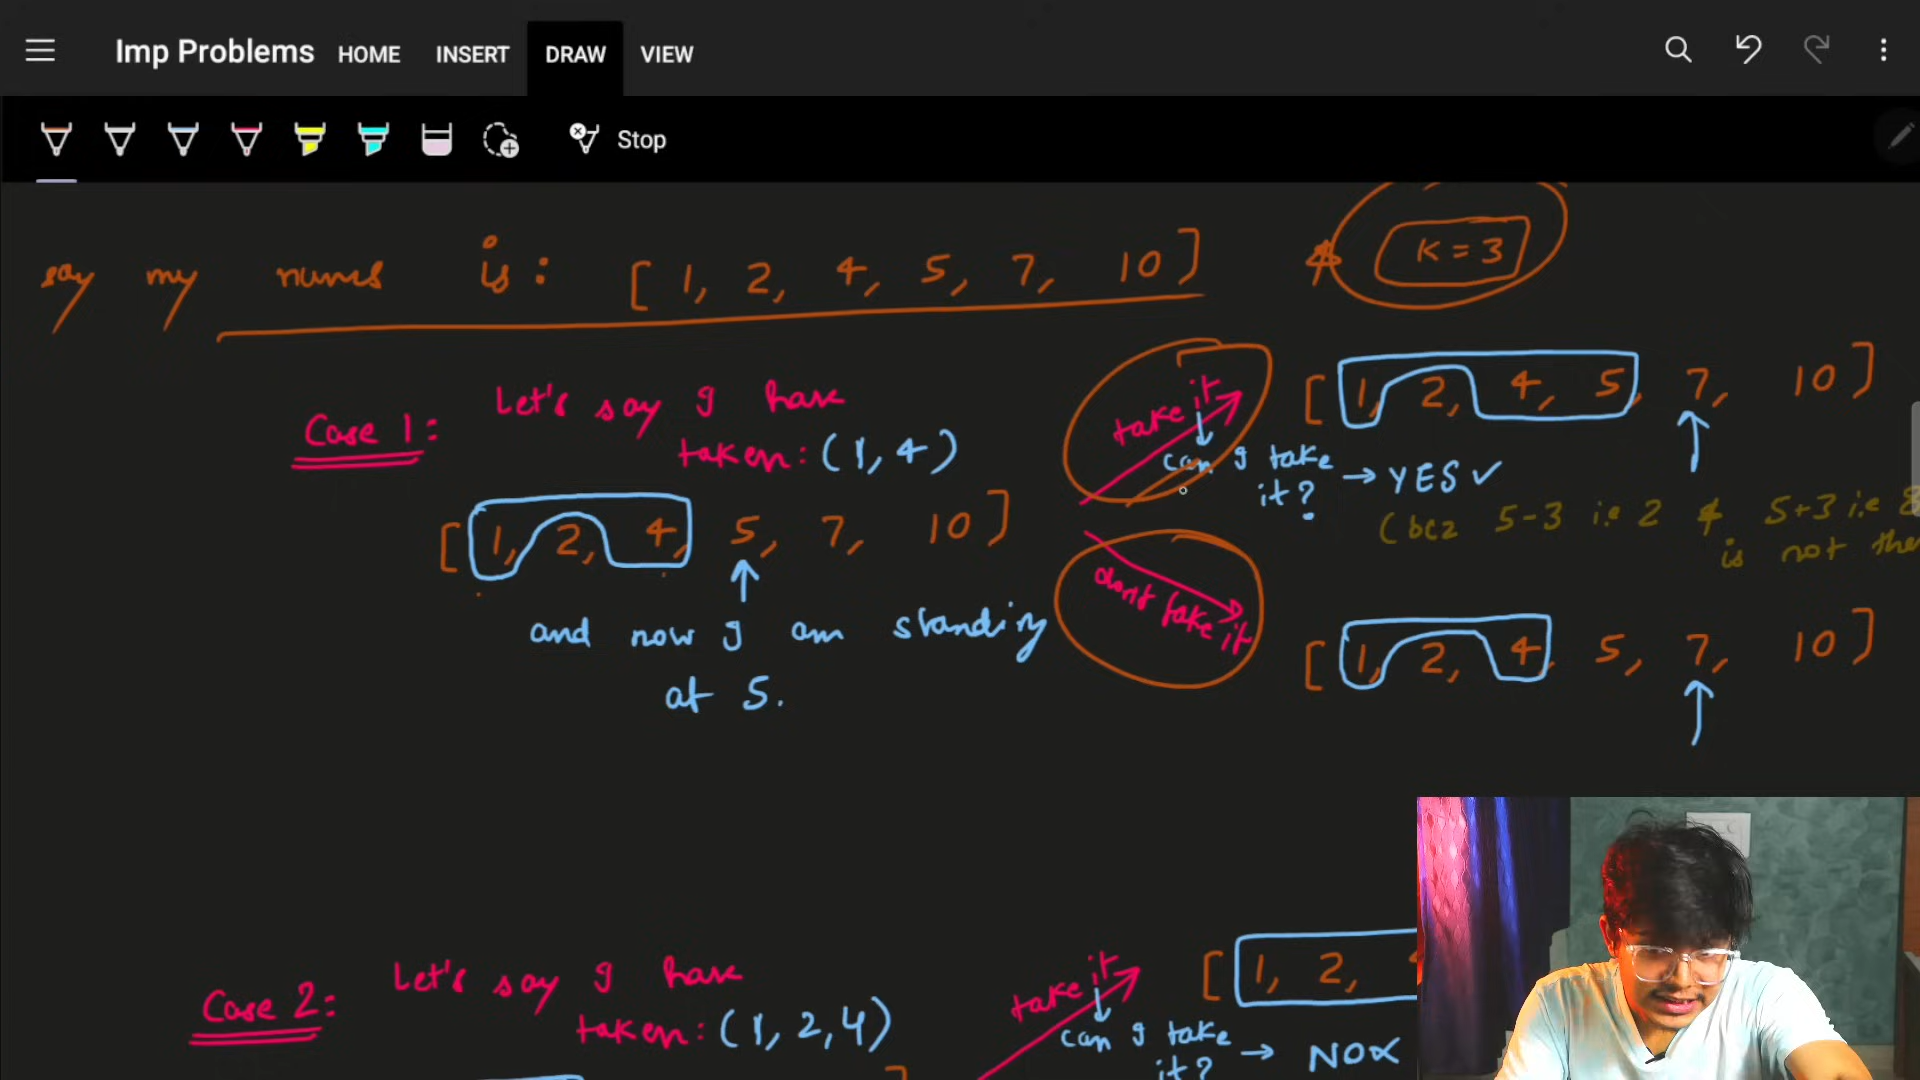 Imp Problems HOME INSERT DRAW VIEW
Stop
say my nums is: [1, 2, 4, 5, 7, 10] & K = 3
Case 1: Let's say I have
taken: (1, 4)
[1, 2, 4, 5, 7, 10]
and now I am standing
at 5.
take it
can I take
it? → YES ✓
[1, 2, 4, 5, 7, 10]
(bcz 5-3 i.e 2 & 5+3 i.e 8
is not the
dont take it
[1, 2, 4, 5, 7, 10]
Case 2: Let's say I have
taken: (1, 2, 4)
take it
can I take
it? → NO
[1, 2,